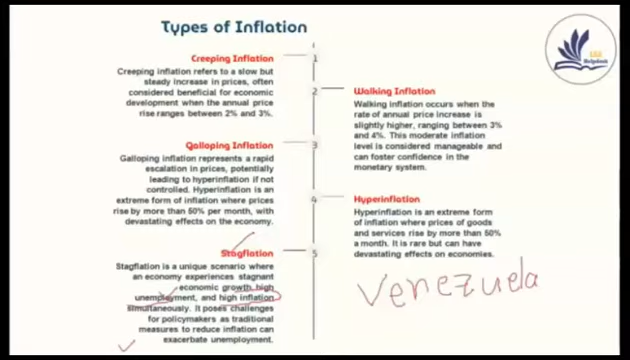 Types of Inflation
Creeping Inflation
Creeping inflation refers to a slow but
steady increase in prices, often
considered beneficial for economic
development when the annual price
rise ranges between 2% and 3%.
1
2
Walking Inflation
Walking inflation occurs when the
rate of annual price increase is
slightly higher, ranging between 3%
and 4%. This moderate inflation
level is considered manageable and
can foster confidence in the
monetary system.
Galloping Inflation
Galloping inflation represents a rapid
escalation in prices, potentially
leading to hyperinflation if not
controlled. Hyperinflation is an
extreme form of inflation where prices
rise by more than 50% per month, with
devastating effects on the economy.
3
4
Hyperinflation
Hyperinflation is an extreme form
of inflation where prices of goods
and services rise by more than 50%
a month. It is rare but can have
devastating effects on economies.
Stagflation
Stagflation is a unique scenario where
an economy experiences stagnant
economic growth, high
unemployment, and high inflation
simultaneously. It poses challenges
for policymakers as traditional
measures to reduce inflation can
exacerbate unemployment.
5
Venezuela
Helpdesk